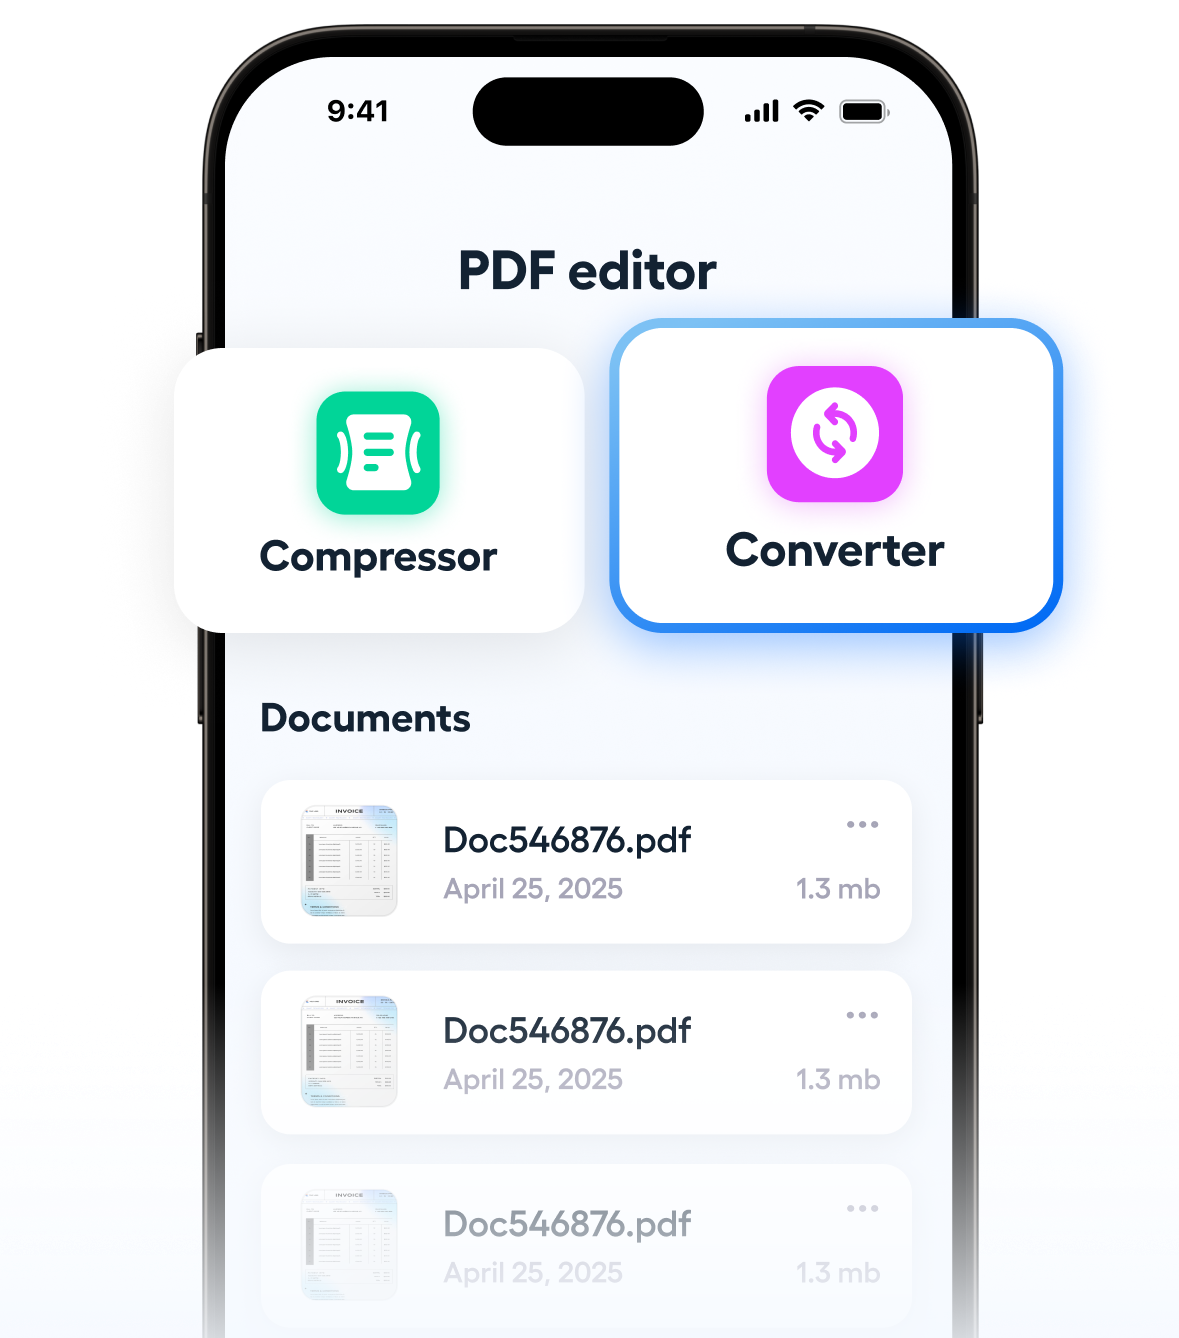 9:41
PDF editor
Compressor
Converter
Documents
INVOICE
Doc546876.pdf
April 25, 2025
1.3 mb
INVOICE
Doc546876.pdf
April 25, 2025
1.3 mb
INVOICE
Doc546876.pdf
April 25, 2025
1.3 mb